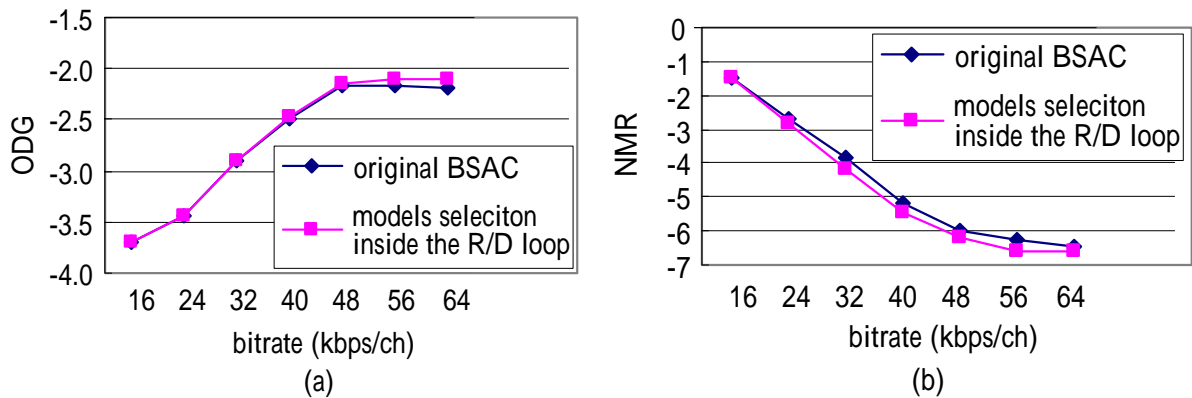 -1.5
-2.0
-2.5
-3.0
-3.5
-4.0
ODG
original BSAC
models seleciton
inside the R/D loop
16 24 32 40 48 56 64
bitrate (kbps/ch)
(a)
0
-1
-2
-3
-4
-5
-6
-7
NMR
original BSAC
models seleciton
inside the R/D loop
16 24 32 40 48 56 64
bitrate (kbps/ch)
(b)